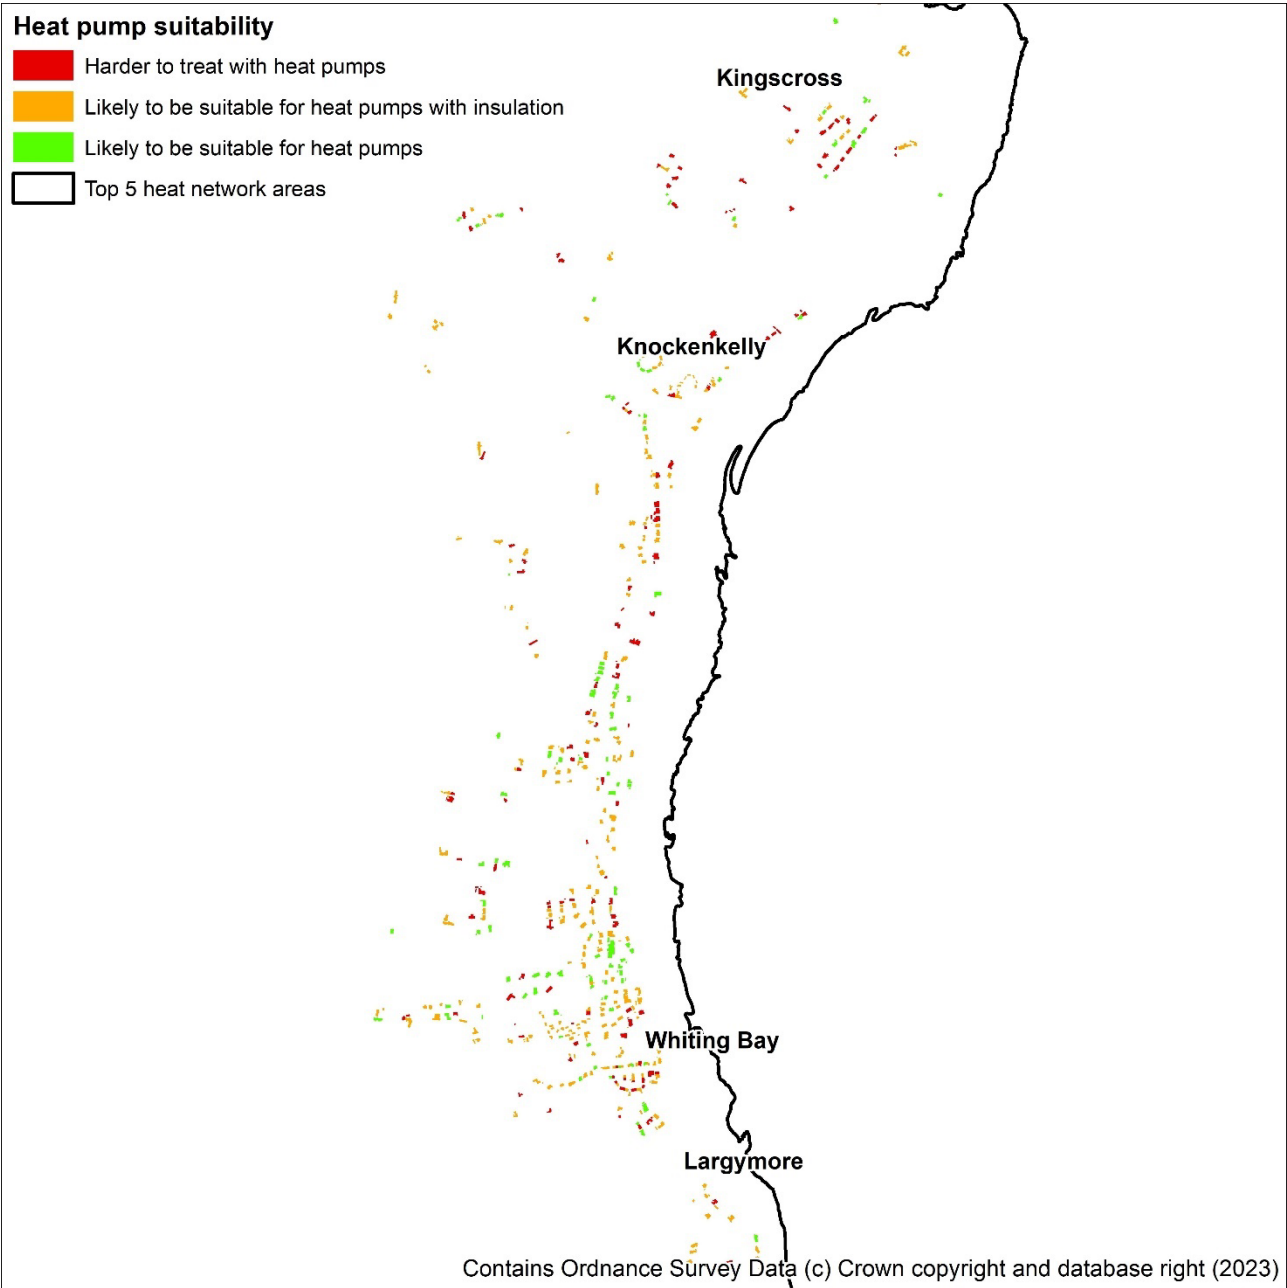 Heat pump suitability
Harder to treat with heat pumps
Likely to be suitable for heat pumps with insulation
Likely to be suitable for heat pumps
Top 5 heat network areas
Kingscross
Knockenkelly
Whiting Bay
Largymore
Contains Ordnance Survey Data (c) Crown copyright and database right (2023)